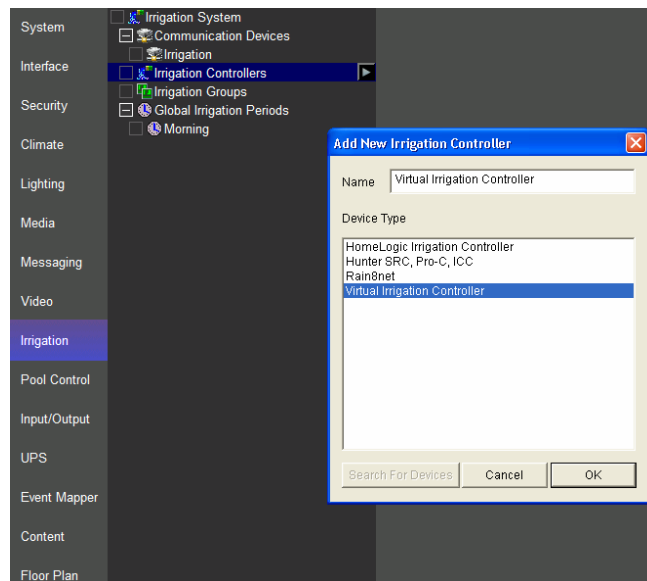 System
Interface
Security
Climate
Lighting
Media
Messaging
Video
Irrigation
Pool Control
Input/Output
UPS
Event Mapper
Content
Floor Plan
Irrigation System
Communication Devices
Irrigation
Irrigation Controllers
Irrigation Groups
Global Irrigation Periods
Morning
Add New Irrigation Controller
Name Virtual Irrigation Controller
Device Type
HomeLogic Irrigation Controller
Hunter SRC, Pro-C, ICC
Rain8net
Virtual Irrigation Controller
Search For Devices Cancel OK